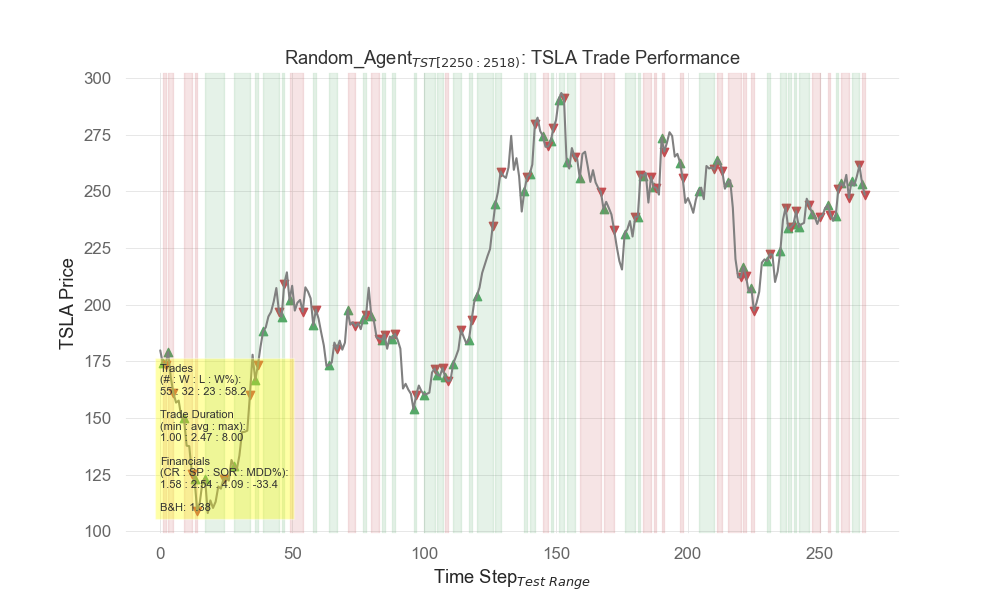 Random_Agent TST[2250 : 2518) : TSLA Trade Performance
300
275
250
225
200
175
150
125
100
TSLA Price
Trades
(# : W : L : W%):
55 : 32 : 23 : 58.2
Trade Duration
(min : avg : max):
1.00 : 2.47 : 8.00
Financials
(CR : SP : SOR : MDD%):
1.58 : 2.54 : 4.09 : -33.4
B&H: 1.38
0 50 100 150 200 250
Time Step Test Range